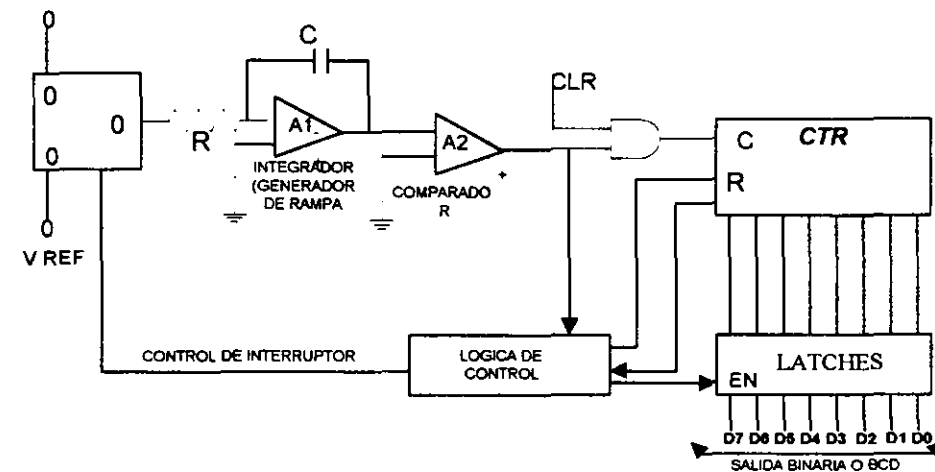 0
0
0
0
0
V REF
C
R
A1
INTEGRADOR
(GENERADOR
DE RAMPA
A2
COMPARADO
R
CLR
C
CTR
R
CONTROL DE INTERRUPTOR
LOGICA DE
CONTROL
LATCHES
EN
D7 D6 D5 D4 D3 D2 D1 D0
SALIDA BINARIA O BCD